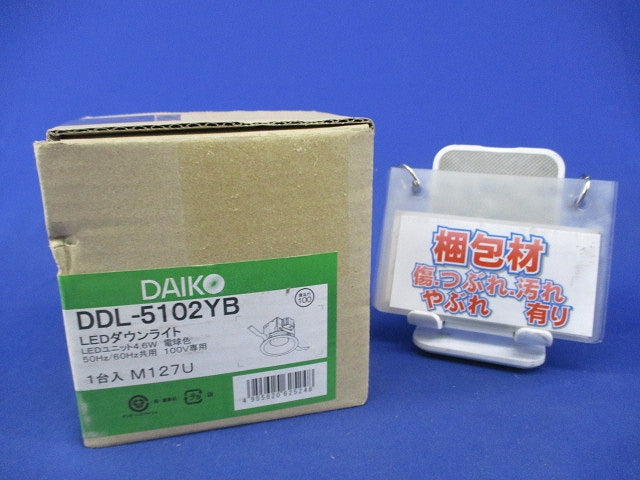 DAIKO
DDL-5102YB
LEDダウンライト
LEDユニット4.6W 電球色
50Hz/60Hz共用 100V専用
100
1台入 M127U
梱包材
傷.つぶれ.汚れ
やぶれ 有り